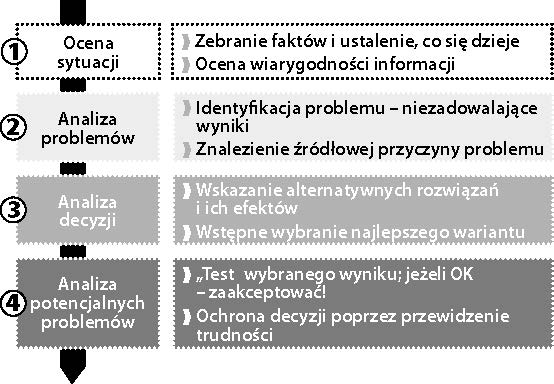 1
Ocena
sytuacji
Zebranie faktów i ustalenie, co się dzieje
Ocena wiarygodności informacji
2
Analiza
problemów
Identyfikacja problemu – niezadowalające
wyniki
Znalezienie źródłowej przyczyny problemu
3
Analiza
decyzji
Wskazanie alternatywnych rozwiązań
i ich efektów
Wstępne wybranie najlepszego wariantu
4
Analiza
potencjalnych
problemów
„Test wybranego wyniku; jeżeli OK
– zaakceptować!
Ochrona decyzji poprzez przewidzenie
trudności